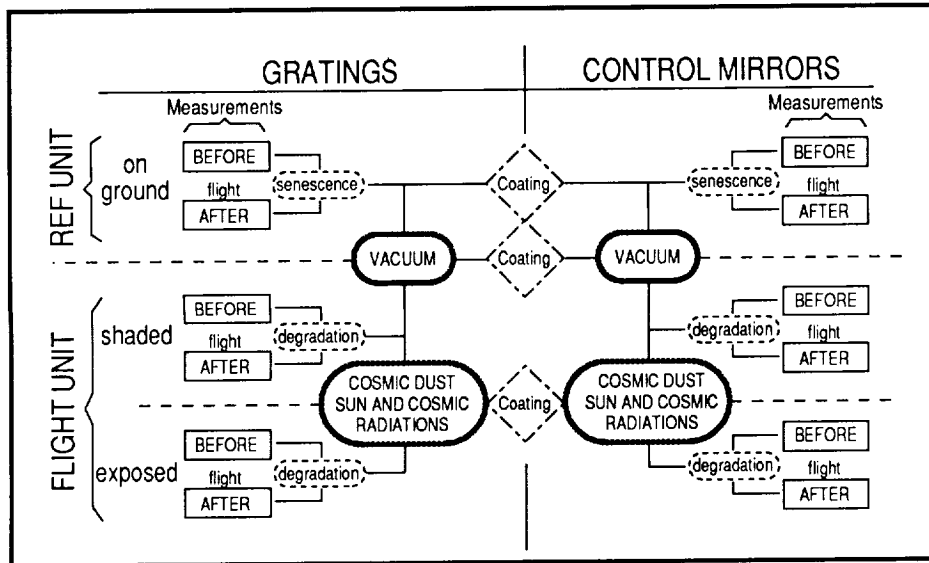 GRATINGS
CONTROL MIRRORS
Measurements
Measurements
REF UNIT
on
ground
BEFORE
flight
AFTER
senescence
Coating
senescence
BEFORE
flight
AFTER
VACUUM
Coating
VACUUM
FLIGHT UNIT
shaded
BEFORE
flight
AFTER
degradation
degradation
BEFORE
flight
AFTER
COSMIC DUST
SUN AND COSMIC
RADIATIONS
Coating
COSMIC DUST
SUN AND COSMIC
RADIATIONS
exposed
BEFORE
flight
AFTER
degradation
degradation
BEFORE
flight
AFTER